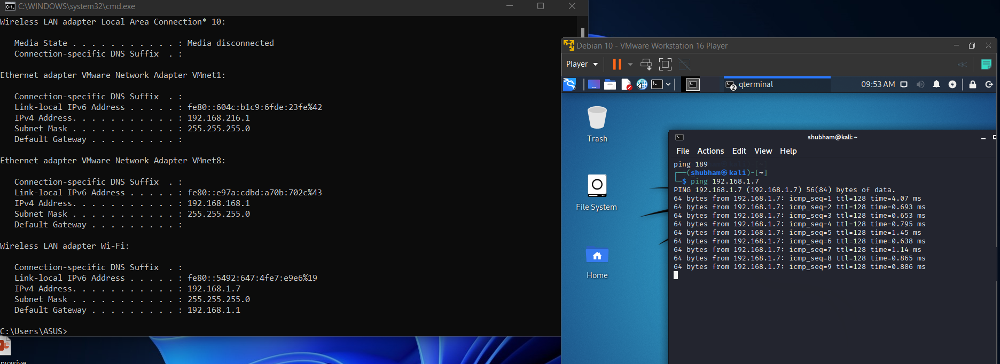 C:\WINDOWS\system32\cmd.exe
Wireless LAN adapter Local Area Connection* 10:
Media State . . . . . . . . . . . : Media disconnected
Connection-specific DNS Suffix  . :
Ethernet adapter VMware Network Adapter VMnet1:
Connection-specific DNS Suffix  . :
Link-local IPv6 Address . . . . . : fe80::604c:b1c9:6fde:23fe%42
IPv4 Address. . . . . . . . . . . : 192.168.216.1
Subnet Mask . . . . . . . . . . . : 255.255.255.0
Default Gateway . . . . . . . . . :
Ethernet adapter VMware Network Adapter VMnet8:
Connection-specific DNS Suffix  . :
Link-local IPv6 Address . . . . . : fe80::e97a:cdbd:a70b:702c%43
IPv4 Address. . . . . . . . . . . : 192.168.168.1
Subnet Mask . . . . . . . . . . . : 255.255.255.0
Default Gateway . . . . . . . . . :
Wireless LAN adapter Wi-Fi:
Connection-specific DNS Suffix  . :
Link-local IPv6 Address . . . . . : fe80::5492:647:4fe7:e9e6%19
IPv4 Address. . . . . . . . . . . : 192.168.1.7
Subnet Mask . . . . . . . . . . . : 255.255.255.0
Default Gateway . . . . . . . . . : 192.168.1.1
C:\Users\ASUS>
nvasive
Debian 10 - VMware Workstation 16 Player
Player
2 qterminal 09:53 AM
Trash
File System
Home
shubham@kali: ~
File Actions Edit View Help
ping 189
┌──(shubham㉿kali)-[~]
└─$ ping 192.168.1.7
PING 192.168.1.7 (192.168.1.7) 56(84) bytes of data.
64 bytes from 192.168.1.7: icmp_seq=1 ttl=128 time=4.07 ms
64 bytes from 192.168.1.7: icmp_seq=2 ttl=128 time=0.693 ms
64 bytes from 192.168.1.7: icmp_seq=3 ttl=128 time=0.653 ms
64 bytes from 192.168.1.7: icmp_seq=4 ttl=128 time=0.795 ms
64 bytes from 192.168.1.7: icmp_seq=5 ttl=128 time=1.45 ms
64 bytes from 192.168.1.7: icmp_seq=6 ttl=128 time=0.638 ms
64 bytes from 192.168.1.7: icmp_seq=7 ttl=128 time=1.14 ms
64 bytes from 192.168.1.7: icmp_seq=8 ttl=128 time=0.865 ms
64 bytes from 192.168.1.7: icmp_seq=9 ttl=128 time=0.886 ms